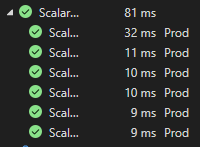 Scalar... 81 ms
Scal... 32 ms Prod
Scal... 11 ms Prod
Scal... 10 ms Prod
Scal... 10 ms Prod
Scal... 9 ms Prod
Scal... 9 ms Prod